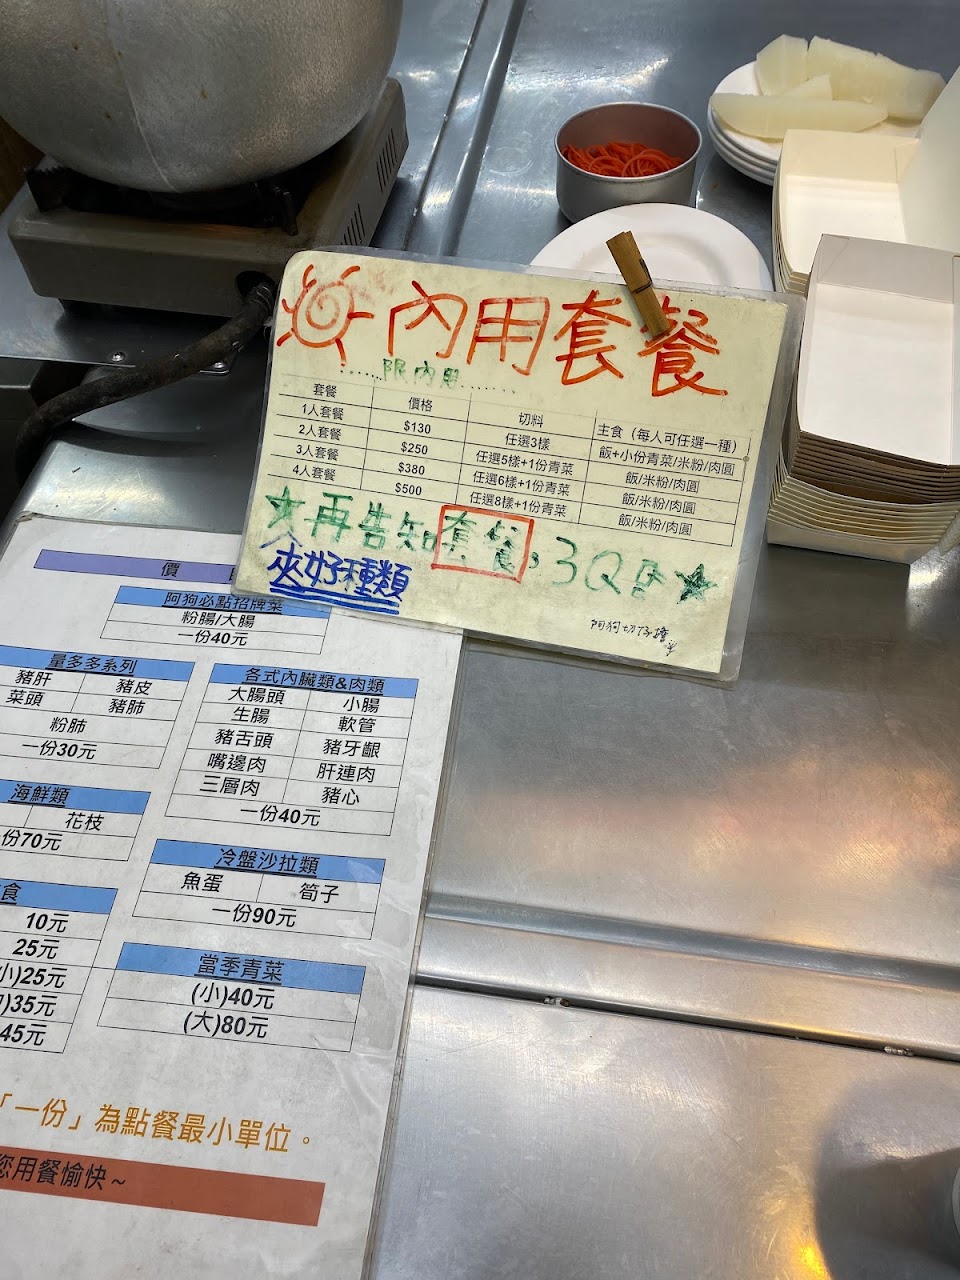 內用套餐
限內用
套餐 價格 切料 主食（每人可任選一種）
1人套餐 $130 任選3樣 飯+小份青菜/米粉/肉圓
2人套餐 $250 任選5樣+1份青菜 飯/米粉/肉圓
3人套餐 $380 任選6樣+1份青菜 飯/米粉/肉圓
4人套餐 $500 任選8樣+1份青菜 飯/米粉/肉圓
★再告知套餐,3Q
夾好種類
阿狗切仔擔
價
阿狗必點招牌菜
粉腸/大腸
一份40元
量多多系列
豬肝 豬皮
菜頭 豬肺
粉肺
一份30元
各式內臟類&肉類
大腸頭 小腸
生腸 軟管
豬舌頭 豬牙齦
嘴邊肉 肝連肉
三層肉 豬心
一份40元
海鮮類
花枝
份70元
冷盤沙拉類
魚蛋 筍子
一份90元
食
10元
25元
小)25元
)35元
45元
當季青菜
(小)40元
(大)80元
「一份」為點餐最小單位。
您用餐愉快~